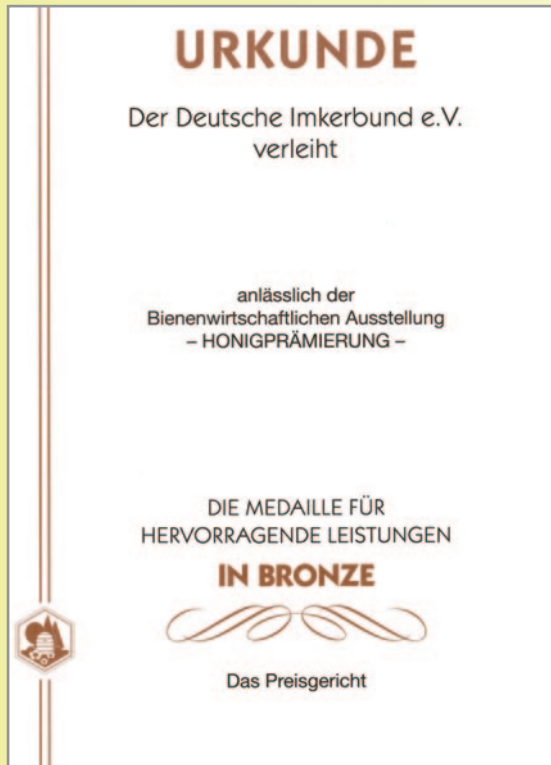 URKUNDE
Der Deutsche Imkerbund e.V.
verleiht
anlässlich der
Bienenwirtschaftlichen Ausstellung
– HONIGPRÄMIERUNG –
DIE MEDAILLE FÜR
HERVORRAGENDE LEISTUNGEN
IN BRONZE
Das Preisgericht